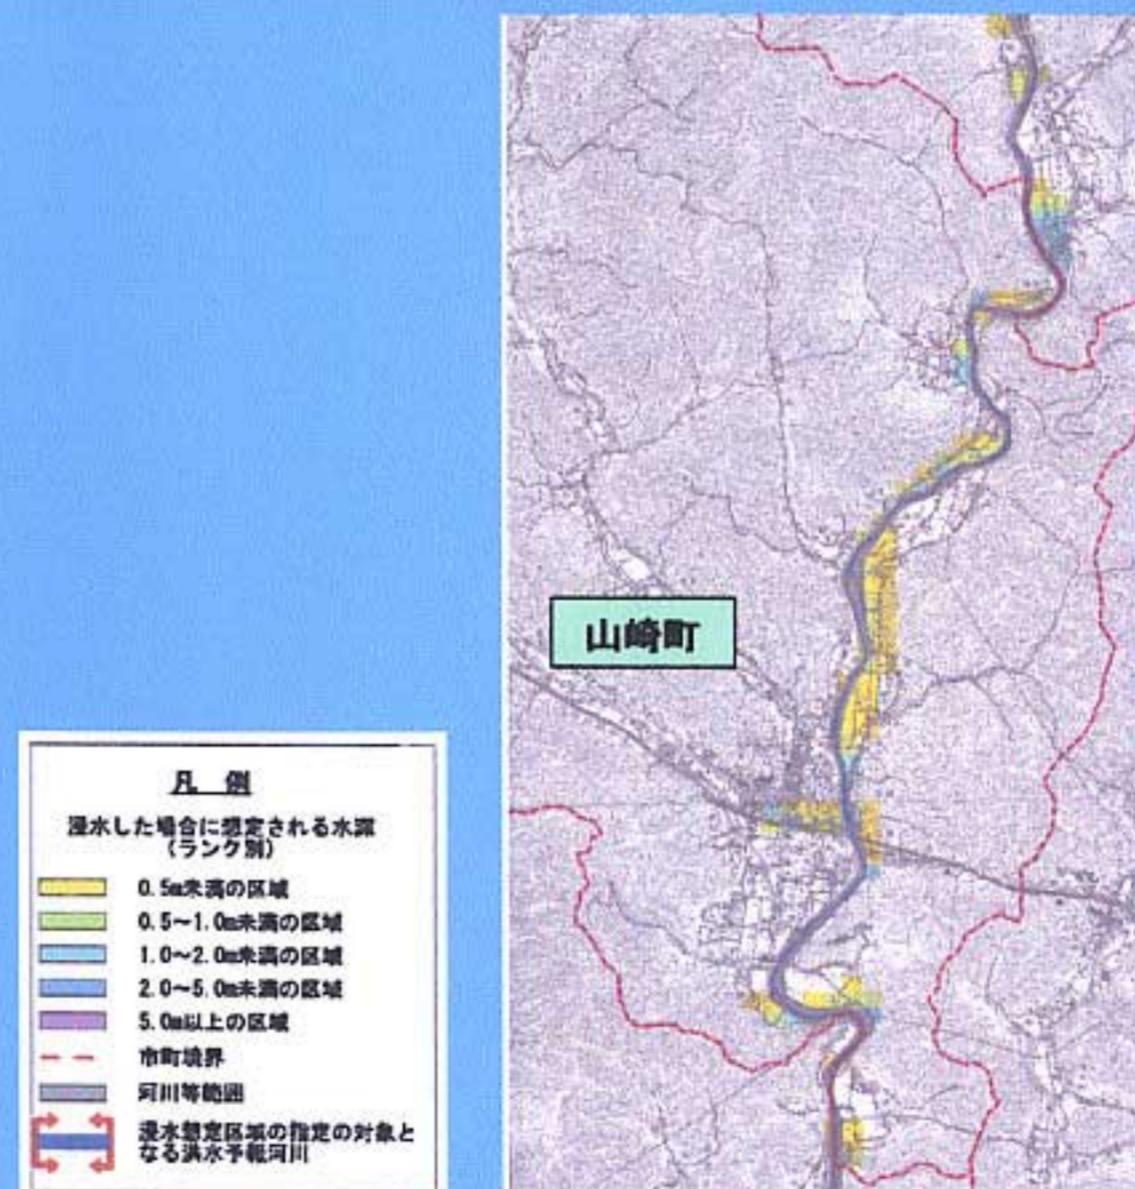 山崎町
凡例
浸水した場合に想定される水深
(ランク別)
0.5m未満の区域
0.5〜1.0m未満の区域
1.0〜2.0m未満の区域
2.0〜5.0m未満の区域
5.0m以上の区域
市町境界
河川等範囲
浸水想定区域の指定の対象と
なる洪水予報河川